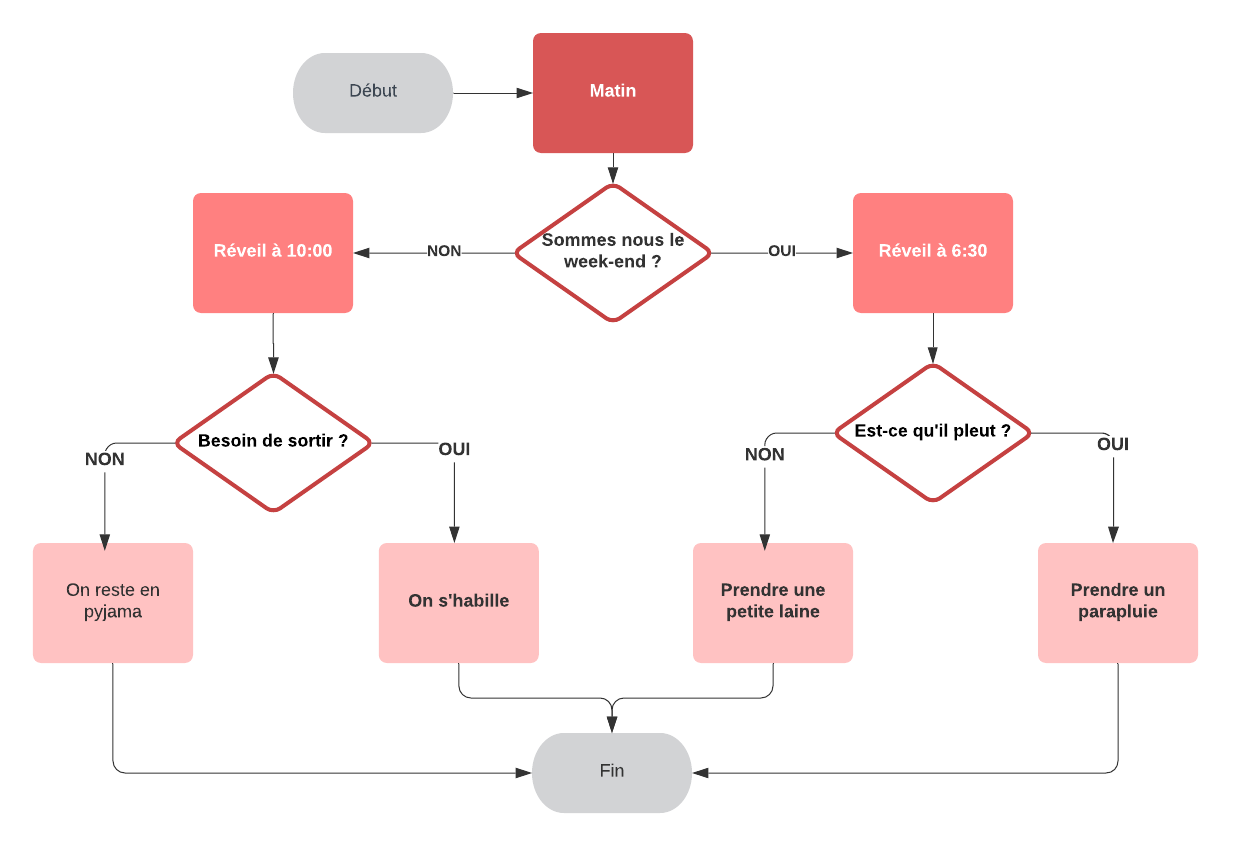 Début
Matin
Sommes nous le
week-end ?
NON
OUI
Réveil à 10:00
Réveil à 6:30
Besoin de sortir ?
Est-ce qu'il pleut ?
NON
OUI
NON
OUI
On reste en
pyjama
On s'habille
Prendre une
petite laine
Prendre un
parapluie
Fin